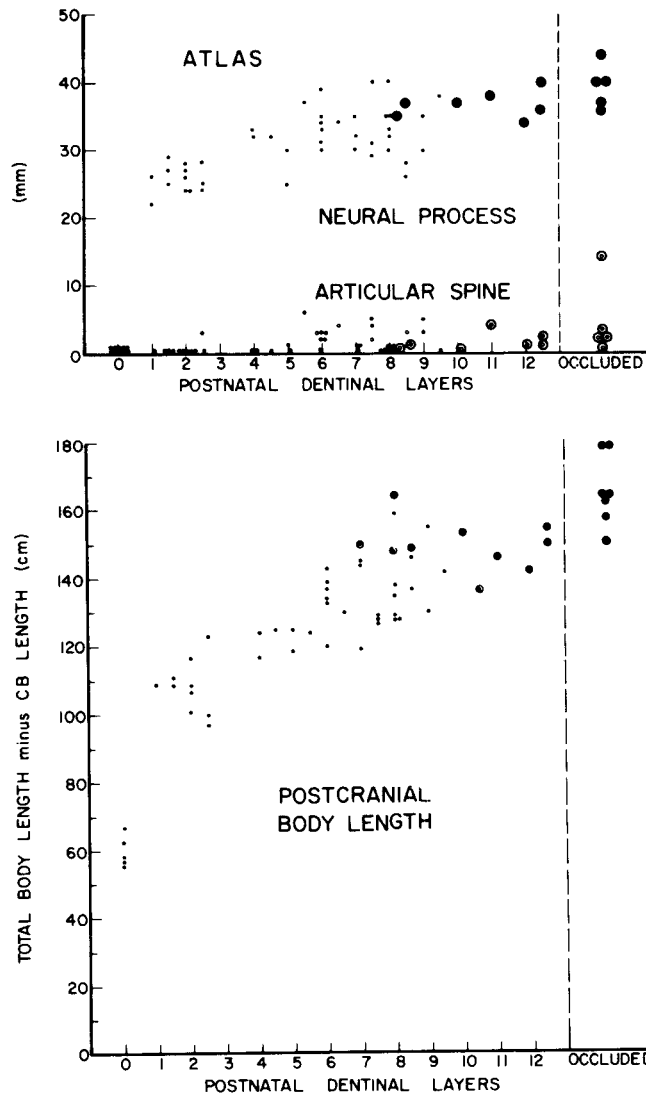 50
ATLAS
40
(mm)
30
20
NEURAL PROCESS
10
ARTICULAR SPINE
0
0 1 2 3 4 5 6 7 8 9 10 11 12 OCCLUDED
POSTNATAL DENTINAL LAYERS
180
160
140
120
100
80
60
40
20
0
TOTAL BODY LENGTH minus CB LENGTH (cm)
POSTCRANIAL
BODY LENGTH
0 1 2 3 4 5 6 7 8 9 10 11 12 OCCLUDED
POSTNATAL DENTINAL LAYERS